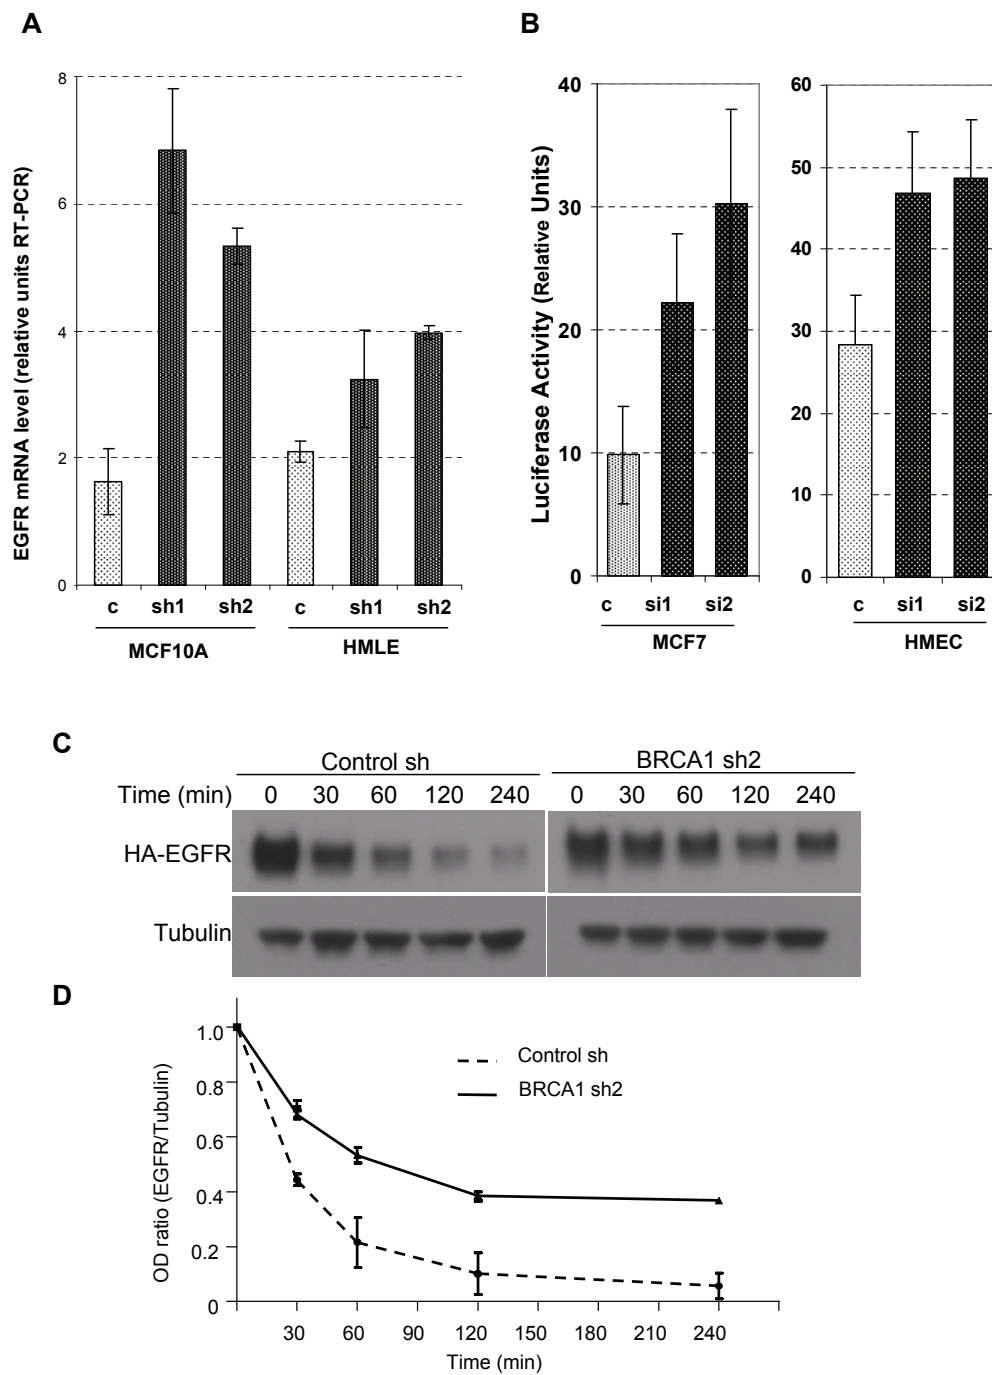 A
EGFR mRNA level (relative units RT-PCR)
8
6
4
2
0
c sh1 sh2 c sh1 sh2
MCF10A HMLE
B
Luciferase Activity (Relative Units)
40
30
20
10
0
c si1 si2
MCF7
60
50
40
30
20
10
0
c si1 si2
HMEC
C
Control sh BRCA1 sh2
Time (min) 0 30 60 120 240 0 30 60 120 240
HA-EGFR
Tubulin
D
OD ratio (EGFR/Tubulin)
1.0
0.8
0.6
0.4
0.2
0
Control sh
BRCA1 sh2
30 60 90 120 150 180 210 240
Time (min)